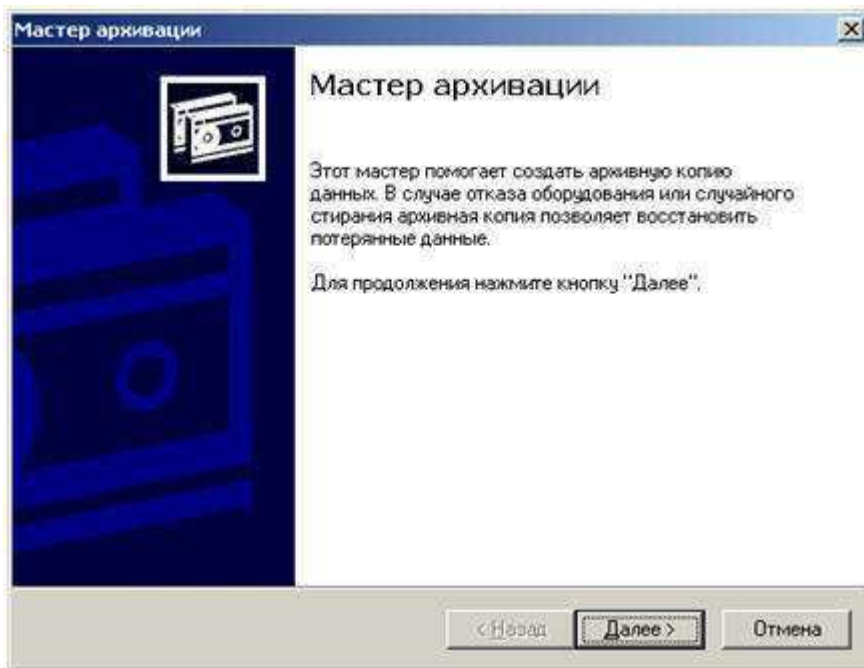 Мастер архивации
Мастер архивации
Этот мастер помогает создать архивную копию
данных. В случае отказа оборудования или случайного
стирания архивная копия позволяет восстановить
потерянные данные.
Для продолжения нажмите кнопку "Далее".
< Назад Далее > Отмена